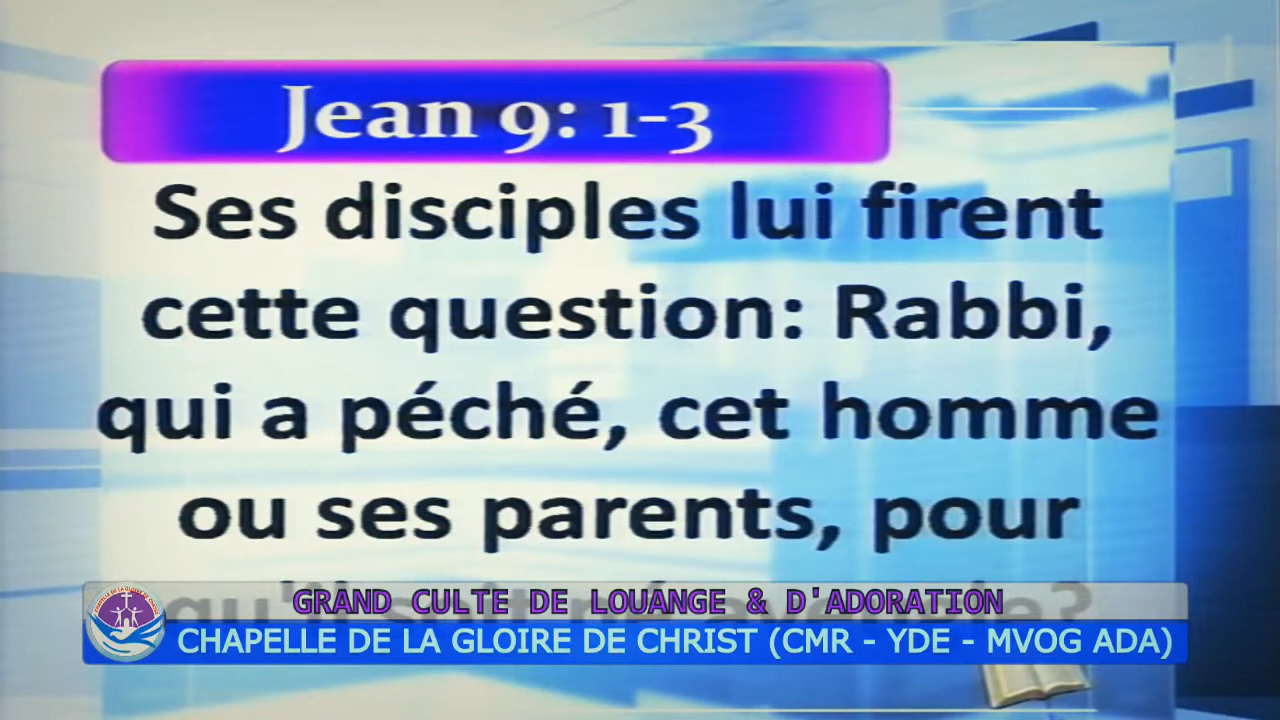 Jean 9: 1-3
Ses disciples lui firent
cette question: Rabbi,
qui a péché, cet homme
ou ses parents, pour
GRAND CULTE DE LOUANGE & D'ADORATION
CHAPELLE DE LA GLOIRE DE CHRIST (CMR - YDE - MVOG ADA)